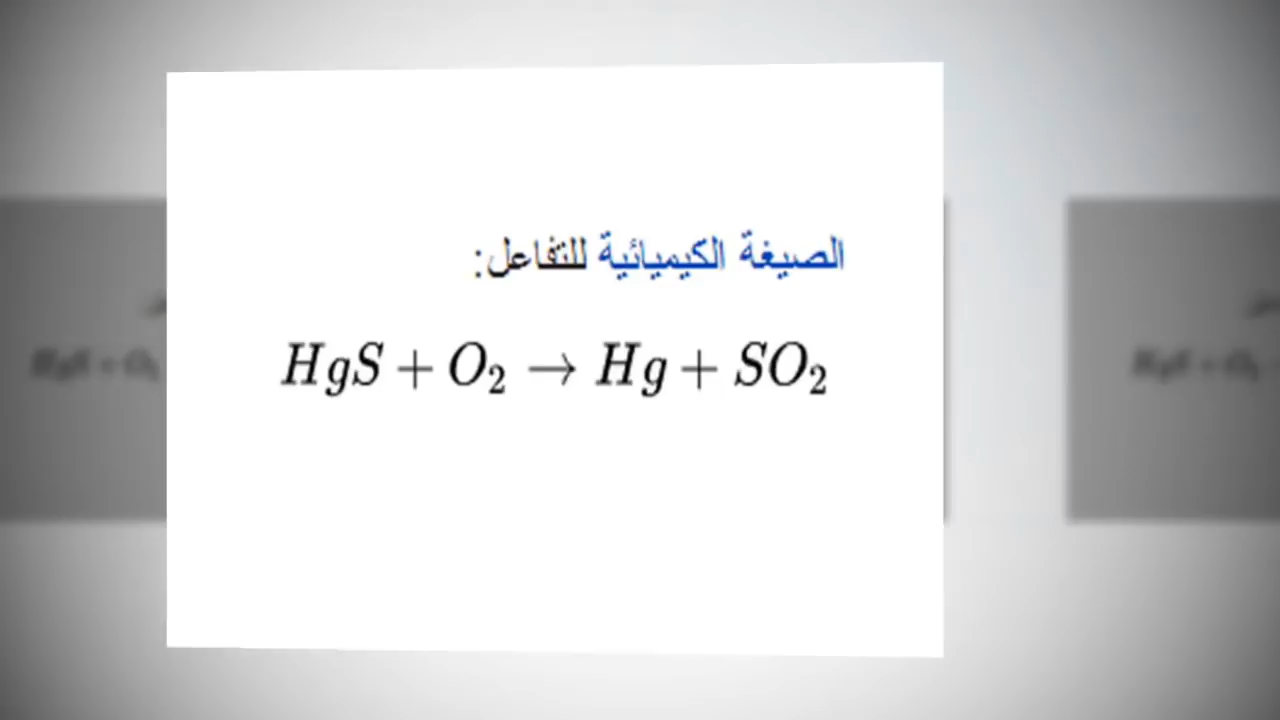 الصيغة الكيميائية للتفاعل:
HgS + O₂ → Hg + SO₂